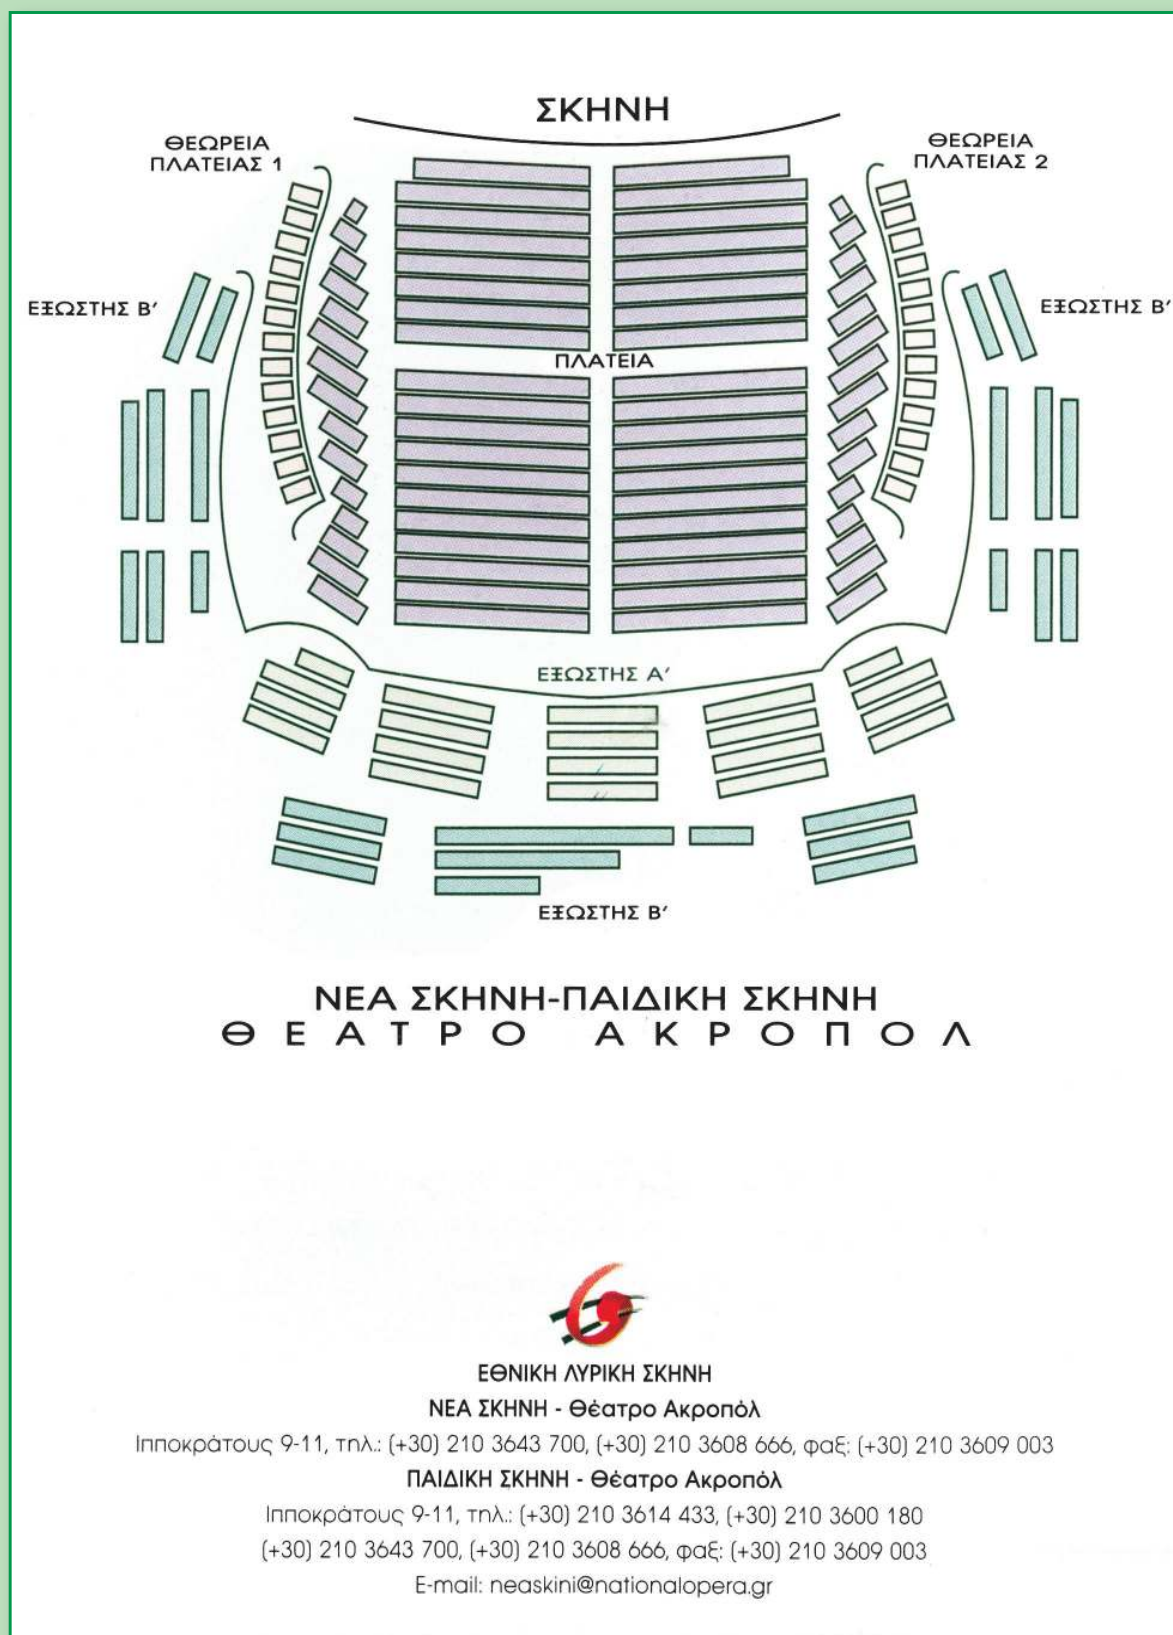 ΣΚΗΝΗ
ΘΕΩΡΕΙΑ
ΠΛΑΤΕΙΑΣ 1
ΘΕΩΡΕΙΑ
ΠΛΑΤΕΙΑΣ 2
ΕΞΩΣΤΗΣ Β'
ΕΞΩΣΤΗΣ Β'
ΠΛΑΤΕΙΑ
ΕΞΩΣΤΗΣ Α'
ΕΞΩΣΤΗΣ Β'
ΝΕΑ ΣΚΗΝΗ-ΠΑΙΔΙΚΗ ΣΚΗΝΗ
ΘΕΑΤΡΟ ΑΚΡΟΠΟΛ
ΕΘΝΙΚΗ ΛΥΡΙΚΗ ΣΚΗΝΗ
ΝΕΑ ΣΚΗΝΗ - Θέατρο Ακροπόλ
Ιπποκράτους 9-11, τηλ.: (+30) 210 3643 700, (+30) 210 3608 666, φαξ: (+30) 210 3609 003
ΠΑΙΔΙΚΗ ΣΚΗΝΗ - Θέατρο Ακροπόλ
Ιπποκράτους 9-11, τηλ.: (+30) 210 3614 433, (+30) 210 3600 180
(+30) 210 3643 700, (+30) 210 3608 666, φαξ: (+30) 210 3609 003
E-mail: neaskini@nationalopera.gr